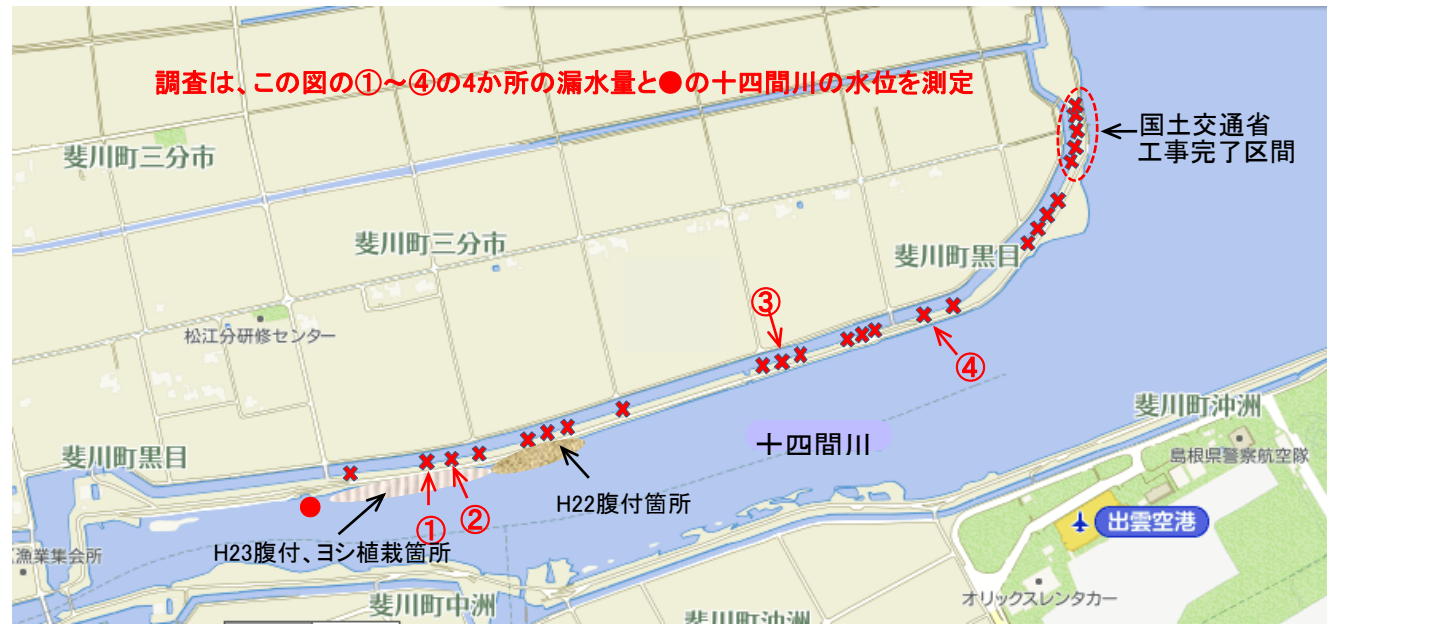 調査は、この図の①～④の4か所の漏水量と●の十四間川の水位を測定
国土交通省
工事完了区間
斐川町三分市
斐川町三分市
斐川町黒目
③
松江分研修センター
④
斐川町沖洲
十四間川
島根県警察航空隊
斐川町黒目
H22腹付箇所
①
②
出雲空港
H23腹付、ヨシ植栽箇所
漁業集会所
オリックスレンタカー
斐川町中洲
斐川町沖洲